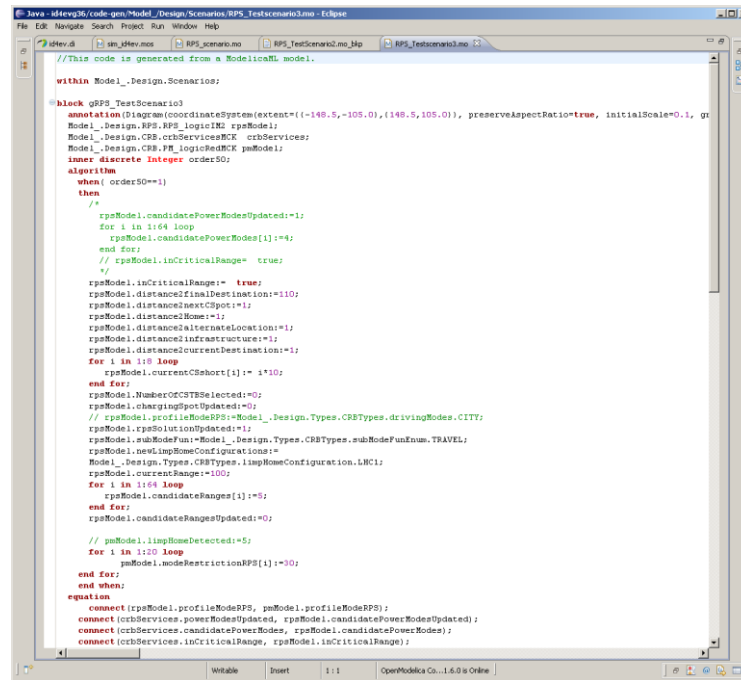 Java - id4evg36/code-gen/Model_/Design/Scenarios/RPS_Testscenario3.mo - Eclipse
File Edit Navigate Search Project Run Window Help
id4ev.di sim_id4ev.mos RPS_scenario.mo RPS_TestScenario2.mo_bkp RPS_Testscenario3.mo
//This code is generated from a ModelicaML model.
within Model_.Design.Scenarios;
block gRPS_TestScenario3
annotation(Diagram(coordinateSystem(extent={{-148.5,-105.0},{148.5,105.0}}, preserveAspectRatio=true, initialScale=0.1, gr
Model_.Design.RPS.RPS_logicIM2 rpsModel;
Model_.Design.CRB.crbServicesMCK crbServices;
Model_.Design.CRB.PM_logicRedMCK pmModel;
inner discrete Integer order50;
algorithm
when( order50==1)
then
/*
rpsModel.candidatePowerModesUpdated:=1;
for i in 1:64 loop
rpsModel.candidatePowerModes[i]:=4;
end for;
// rpsModel.inCriticalRange= true;
*/
rpsModel.inCriticalRange:= true;
rpsModel.distance2finalDestination:=110;
rpsModel.distance2nextCSpot:=1;
rpsModel.distance2Home:=1;
rpsModel.distance2alternateLocation:=1;
rpsModel.distance2infrastructure:=1;
rpsModel.distance2currentDestination:=1;
for i in 1:8 loop
rpsModel.currentCSshort[i]:= i*10;
end for;
rpsModel.NumberOfCSTBSelected:=0;
rpsModel.chargingSpotUpdated:=0;
// rpsModel.profileModeRPS:=Model_.Design.Types.CRBTypes.drivingModes.CITY;
rpsModel.rpsSolutionUpdated:=1;
rpsModel.subModeFun:=Model_.Design.Types.CRBTypes.subModeFunEnum.TRAVEL;
rpsModel.newLimpHomeConfigurations:=
Model_.Design.Types.CRBTypes.limpHomeConfiguration.LHC1;
rpsModel.currentRange:=100;
for i in 1:64 loop
rpsModel.candidateRanges[i]:=5;
end for;
rpsModel.candidateRangesUpdated:=0;
// pmModel.limpHomeDetected:=5;
for i in 1:20 loop
pmModel.modeRestrictionRPS[i]:=30;
end for;
end when;
equation
connect(rpsModel.profileModeRPS, pmModel.profileModeRPS);
connect(crbServices.powerModesUpdated, rpsModel.candidatePowerModesUpdated);
connect(crbServices.candidatePowerModes, rpsModel.candidatePowerModes);
connect(crbServices.inCriticalRange, rpsModel.inCriticalRange);
Writable Insert 1 : 1 OpenModelica Co...1.6.0 is Online